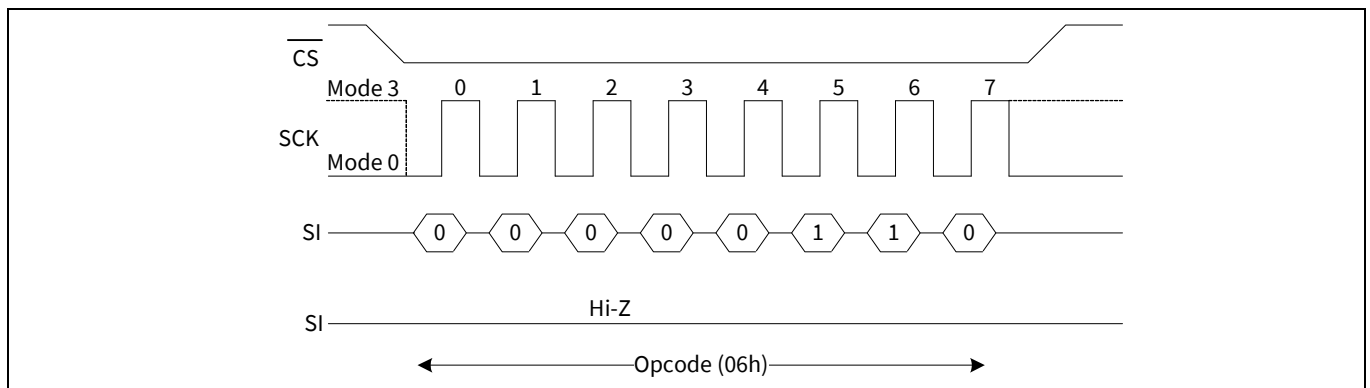 CS
Mode 3 0 1 2 3 4 5 6 7
SCK
Mode 0
SI 0 0 0 0 0 1 1 0
Hi-Z
SI
Opcode (06h)